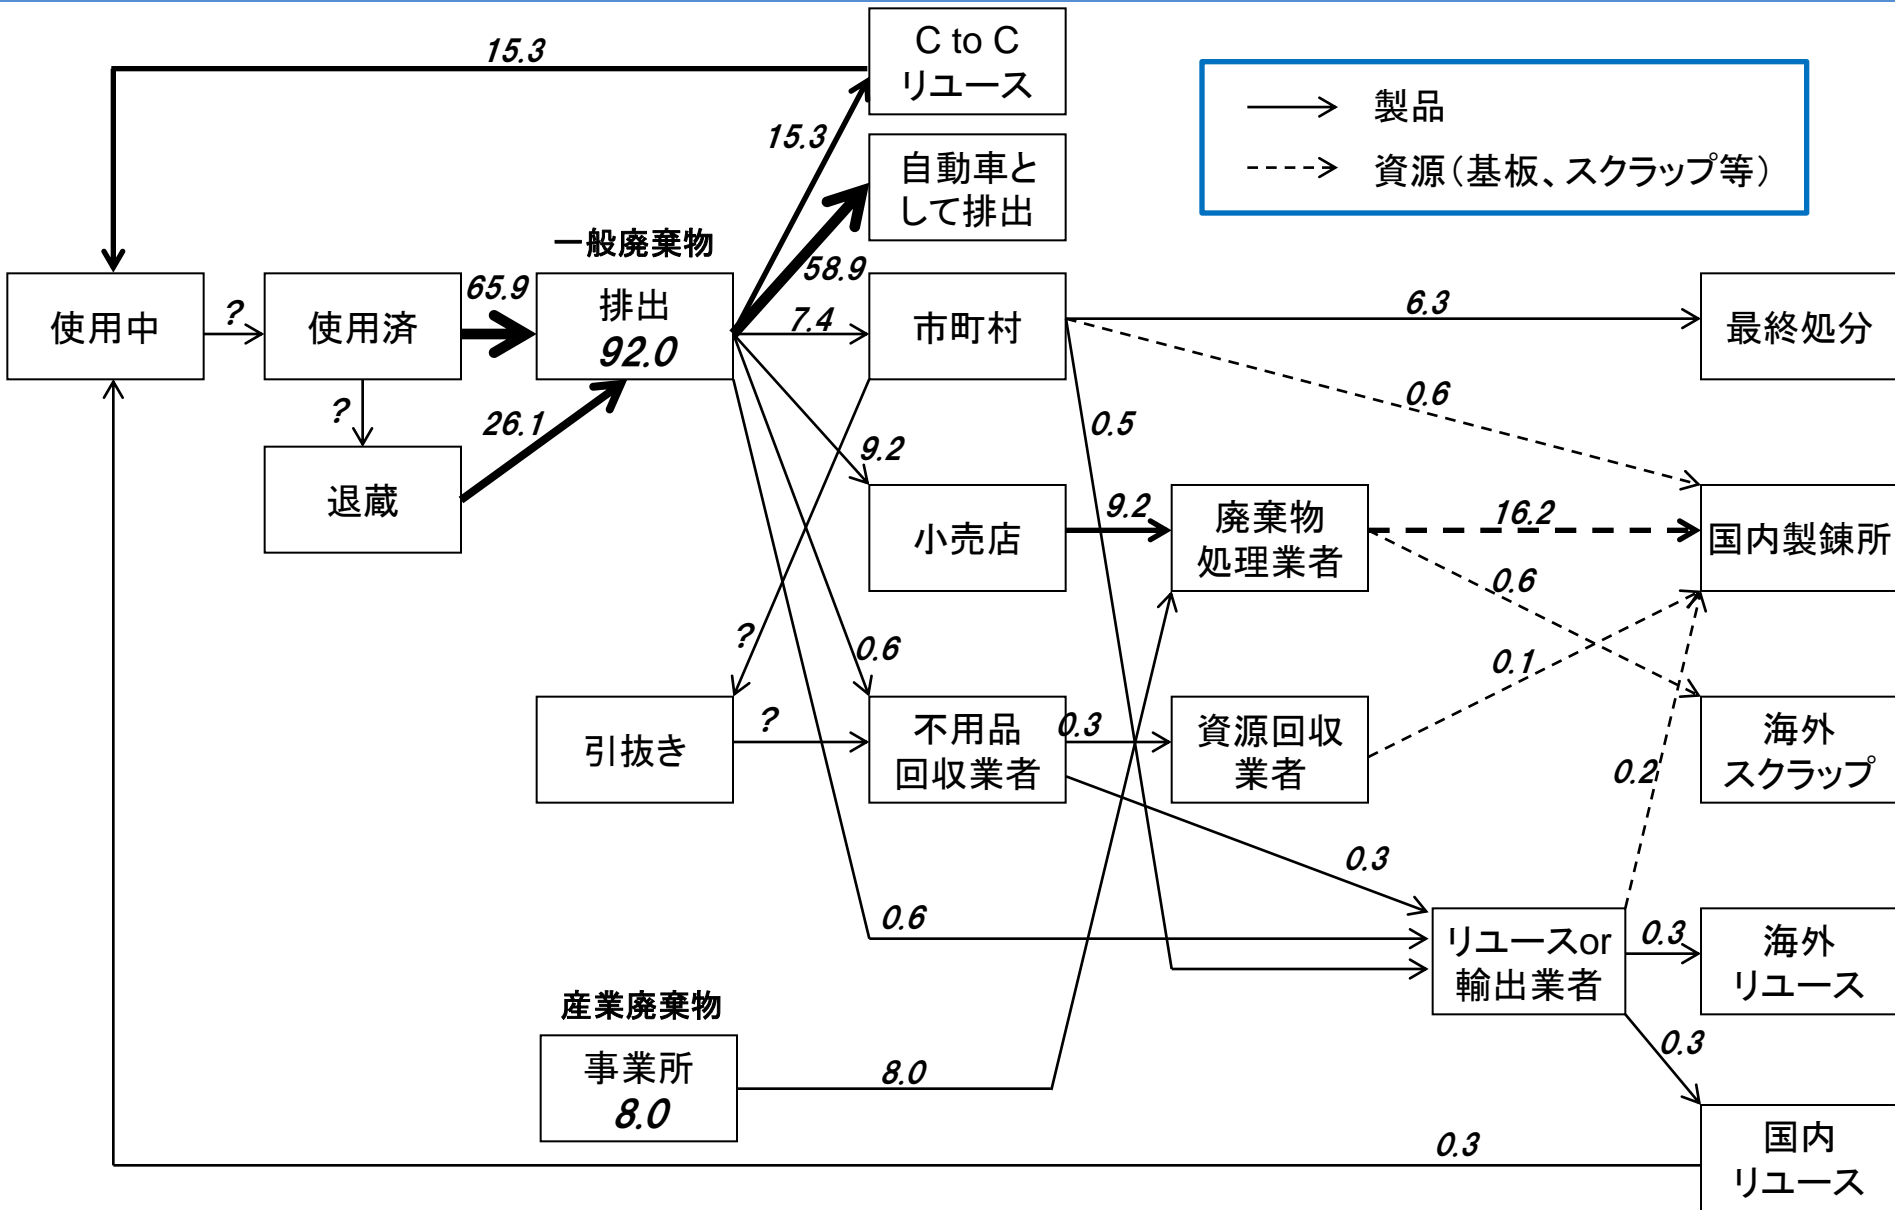 C to C
リユース
15.3
15.3
製品
資源(基板、スクラップ等)
自動車と
して排出
58.9
一般廃棄物
使用中
?
使用済
65.9
排出
92.0
7.4
市町村
6.3
最終処分
?
26.1
退蔵
9.2
0.5
0.6
小売店
9.2
廃棄物
処理業者
16.2
国内製錬所
0.6
?
0.6
0.1
引抜き
?
不用品
回収業者
0.3
資源回収
業者
0.2
海外
スクラップ
0.3
0.6
リユースor
輸出業者
0.3
海外
リユース
産業廃棄物
事業所
8.0
8.0
0.3
0.3
国内
リユース